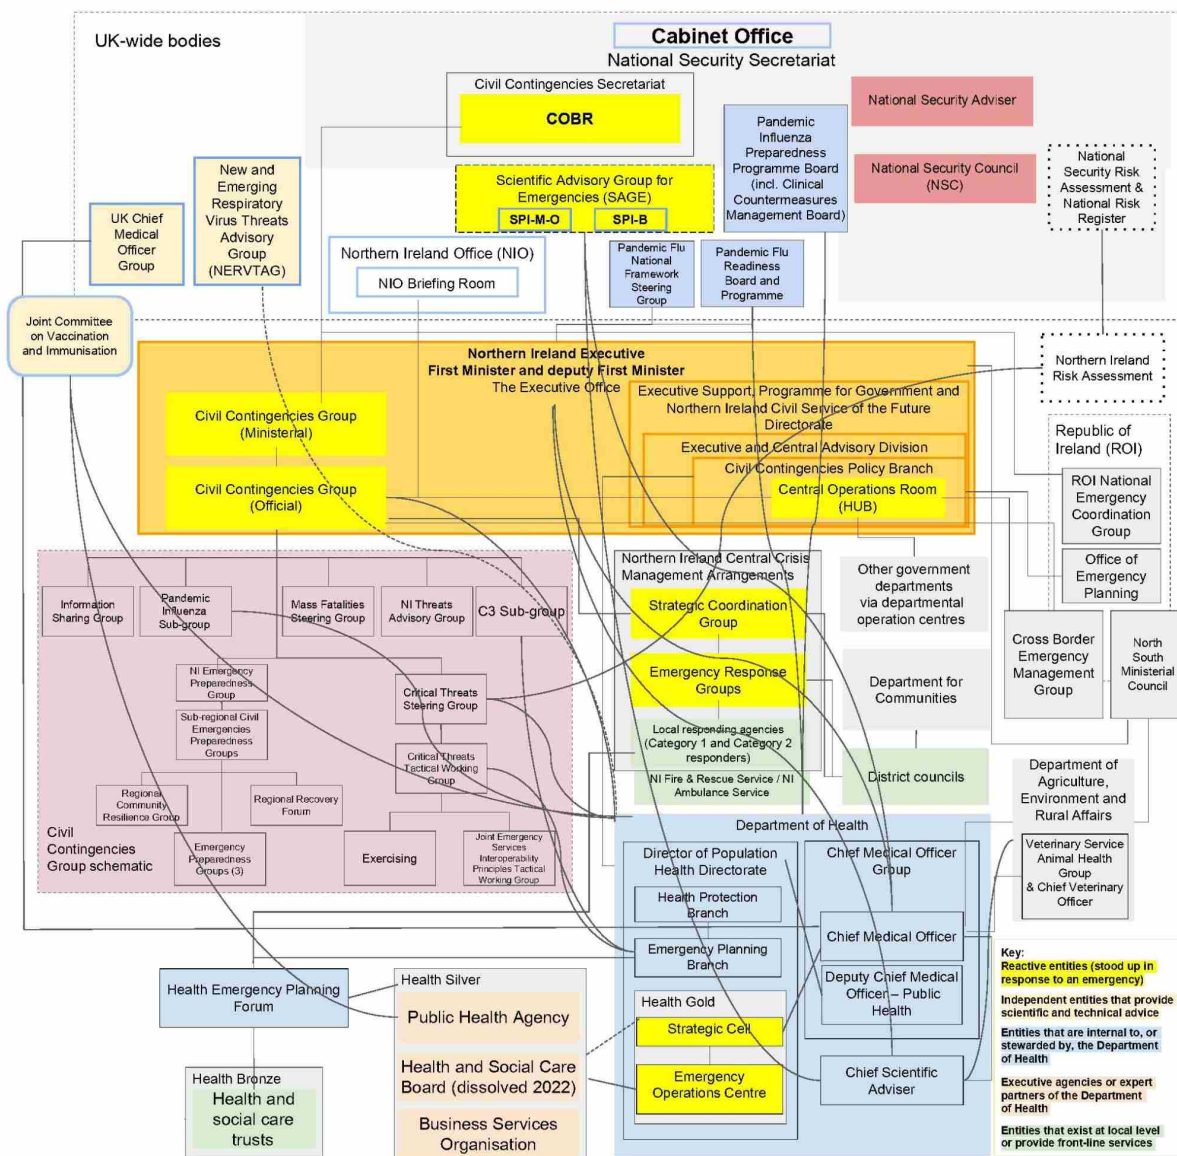 UK-wide bodies
Cabinet Office
National Security Secretariat
Civil Contingencies Secretariat
COBR
National Security Adviser
National Security Council
(NSC)
Pandemic
Influenza
Preparedness
Programme Board
(incl. Clinical
Countermeasures
Management Board)
National
Security Risk
Assessment &
National Risk
Register
Scientific Advisory Group for
Emergencies (SAGE)
SPI-M-O
SPI-B
New and
Emerging
Respiratory
Virus Threats
Advisory
Group
(NERVTAG)
UK Chief
Medical
Officer
Group
Northern Ireland Office (NIO)
NIO Briefing Room
Pandemic Flu
National
Framework
Steering
Group
Pandemic Flu
Readiness
Board and
Programme
Joint Committee
on Vaccination
and Immunisation
Northern Ireland
Risk Assessment
Northern Ireland Executive
First Minister and deputy First Minister
The Executive Office
Civil Contingencies Group
(Ministerial)
Civil Contingencies Group
(Official)
Executive Support, Programme for Government and
Northern Ireland Civil Service of the Future
Directorate
Executive and Central Advisory Division
Civil Contingencies Policy Branch
Central Operations Room
(HUB)
Republic of
Ireland (ROI)
ROI National
Emergency
Coordination
Group
Office of
Emergency
Planning
Cross Border
Emergency
Management
Group
North
South
Ministerial
Council
Northern Ireland Central Crisis
Management Arrangements
Strategic Coordination
Group
Emergency Response
Groups
Local responding agencies
(Category 1 and Category 2
responders)
NI Fire & Rescue Service / NI
Ambulance Service
Other government
departments
via departmental
operation centres
Department for
Communities
District councils
Information
Sharing Group
Pandemic
Influenza
Sub-group
Mass Fatalities
Steering Group
NI Threats
Advisory Group
C3 Sub-group
NI Emergency
Preparedness
Group
Sub-regional Civil
Emergencies
Preparedness
Groups
Regional
Community
Resilience Group
Regional Recovery
Forum
Emergency
Preparedness
Groups (3)
Critical Threats
Steering Group
Critical Threats
Tactical Working
Group
Exercising
Joint Emergency
Services
Interoperability
Principles Tactical
Working Group
Civil
Contingencies
Group schematic
Department of
Agriculture,
Environment and
Rural Affairs
Veterinary Service
Animal Health
Group
& Chief Veterinary
Officer
Department of Health
Director of Population
Health Directorate
Health Protection
Branch
Emergency Planning
Branch
Health Gold
Strategic Cell
Emergency
Operations Centre
Chief Medical Officer
Group
Chief Medical Officer
Deputy Chief Medical
Officer – Public
Health
Chief Scientific
Adviser
Health Emergency Planning
Forum
Health Silver
Public Health Agency
Health and Social Care
Board (dissolved 2022)
Business Services
Organisation
Health Bronze
Health and
social care
trusts
Key:
Reactive entities (stood up in
response to an emergency)
Independent entities that provide
scientific and technical advice
Entities that are internal to, or
stewarded by, the Department
of Health
Executive agencies or expert
partners of the Department
of Health
Entities that exist at local level
or provide front-line services